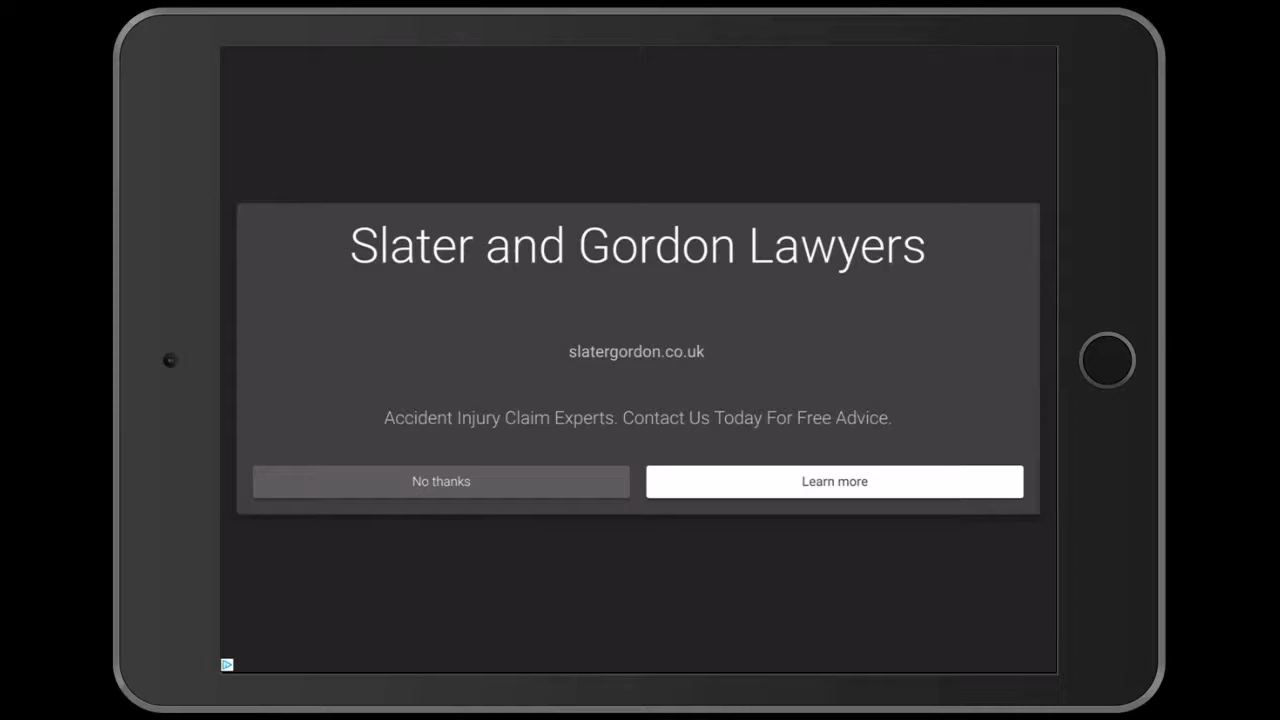 Slater and Gordon Lawyers
slatergordon.co.uk
Accident Injury Claim Experts. Contact Us Today For Free Advice.
No thanks
Learn more